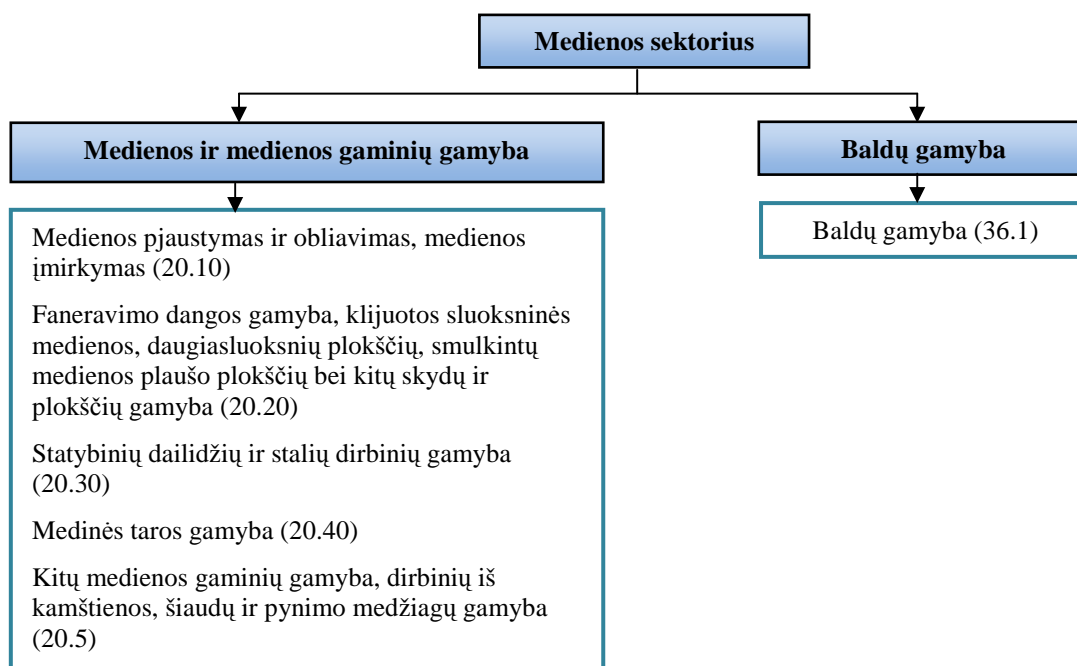 Medienos sektorius
Medienos ir medienos gaminių gamyba
Baldų gamyba
Medienos pjaustymas ir obliavimas, medienos
įmirkymas (20.10)
Faneravimo dangos gamyba, klijuotos sluoksninės
medienos, daugiasluoksnių plokščių, smulkintų
medienos plaušo plokščių bei kitų skydų ir
plokščių gamyba (20.20)
Statybinių dailidžių ir stalių dirbinių gamyba
(20.30)
Medinės taros gamyba (20.40)
Kitų medienos gaminių gamyba, dirbinių iš
kamštienos, šiaudų ir pynimo medžiagų gamyba
(20.5)
Baldų gamyba (36.1)